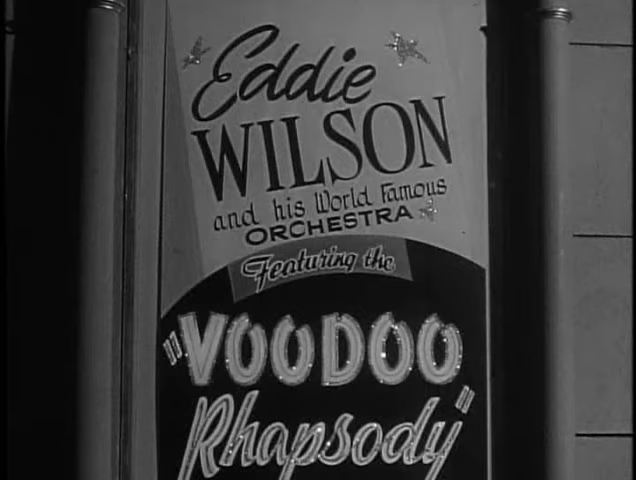 Eddie
WILSON
and his World Famous
ORCHESTRA
Featuring the
"VOODOO
Rhapsody"